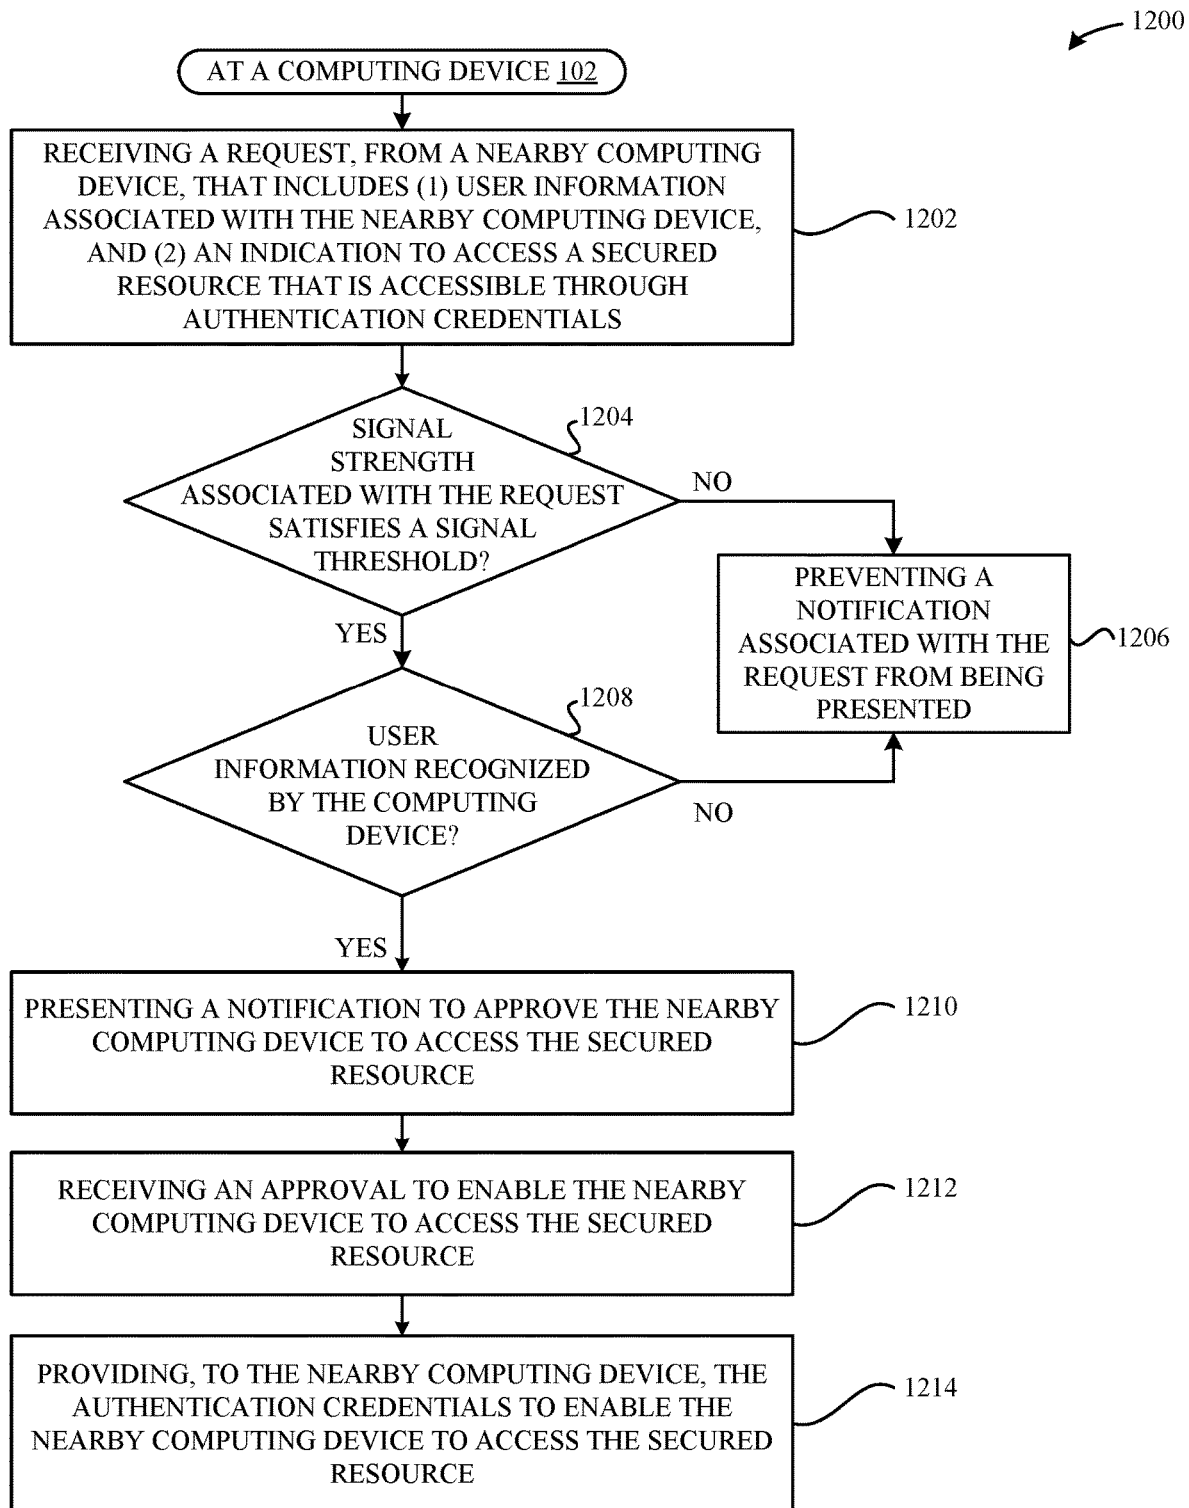 1200
AT A COMPUTING DEVICE 102
RECEIVING A REQUEST, FROM A NEARBY COMPUTING
DEVICE, THAT INCLUDES (1) USER INFORMATION
ASSOCIATED WITH THE NEARBY COMPUTING DEVICE,
AND (2) AN INDICATION TO ACCESS A SECURED
RESOURCE THAT IS ACCESSIBLE THROUGH
AUTHENTICATION CREDENTIALS
1202
SIGNAL
STRENGTH
ASSOCIATED WITH THE REQUEST
SATISFIES A SIGNAL
THRESHOLD?
1204
NO
YES
PREVENTING A
NOTIFICATION
ASSOCIATED WITH THE
REQUEST FROM BEING
PRESENTED
1206
USER
INFORMATION RECOGNIZED
BY THE COMPUTING
DEVICE?
1208
NO
YES
PRESENTING A NOTIFICATION TO APPROVE THE NEARBY
COMPUTING DEVICE TO ACCESS THE SECURED
RESOURCE
1210
RECEIVING AN APPROVAL TO ENABLE THE NEARBY
COMPUTING DEVICE TO ACCESS THE SECURED
RESOURCE
1212
PROVIDING, TO THE NEARBY COMPUTING DEVICE, THE
AUTHENTICATION CREDENTIALS TO ENABLE THE
NEARBY COMPUTING DEVICE TO ACCESS THE SECURED
RESOURCE
1214